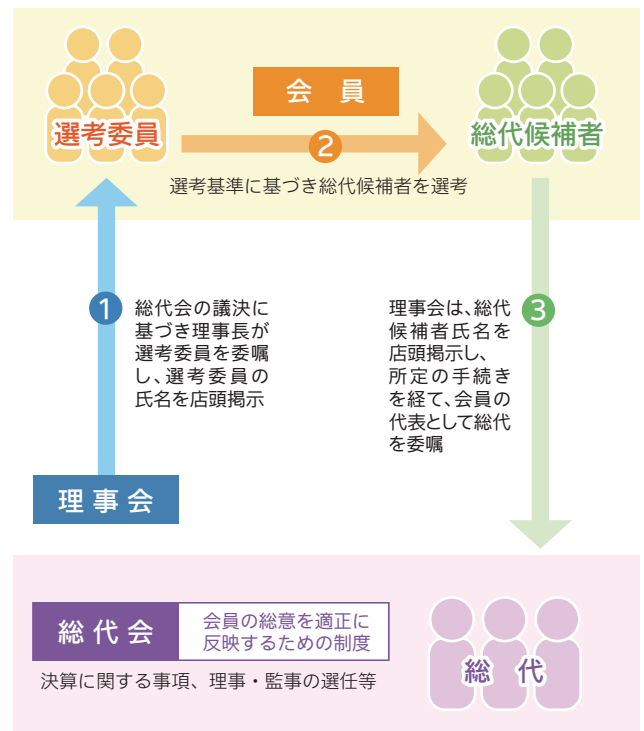 会員
選考委員
総代候補者
2
選考基準に基づき総代候補者を選考
1
総代会の議決に
基づき理事長が
選考委員を委嘱
し、選考委員の
氏名を店頭掲示
理事会は、総代
候補者氏名を
店頭掲示し、
所定の手続き
を経て、会員の
代表として総代
を委嘱
3
理事会
総代会
会員の総意を適正に
反映するための制度
決算に関する事項、理事・監事の選任等
総代